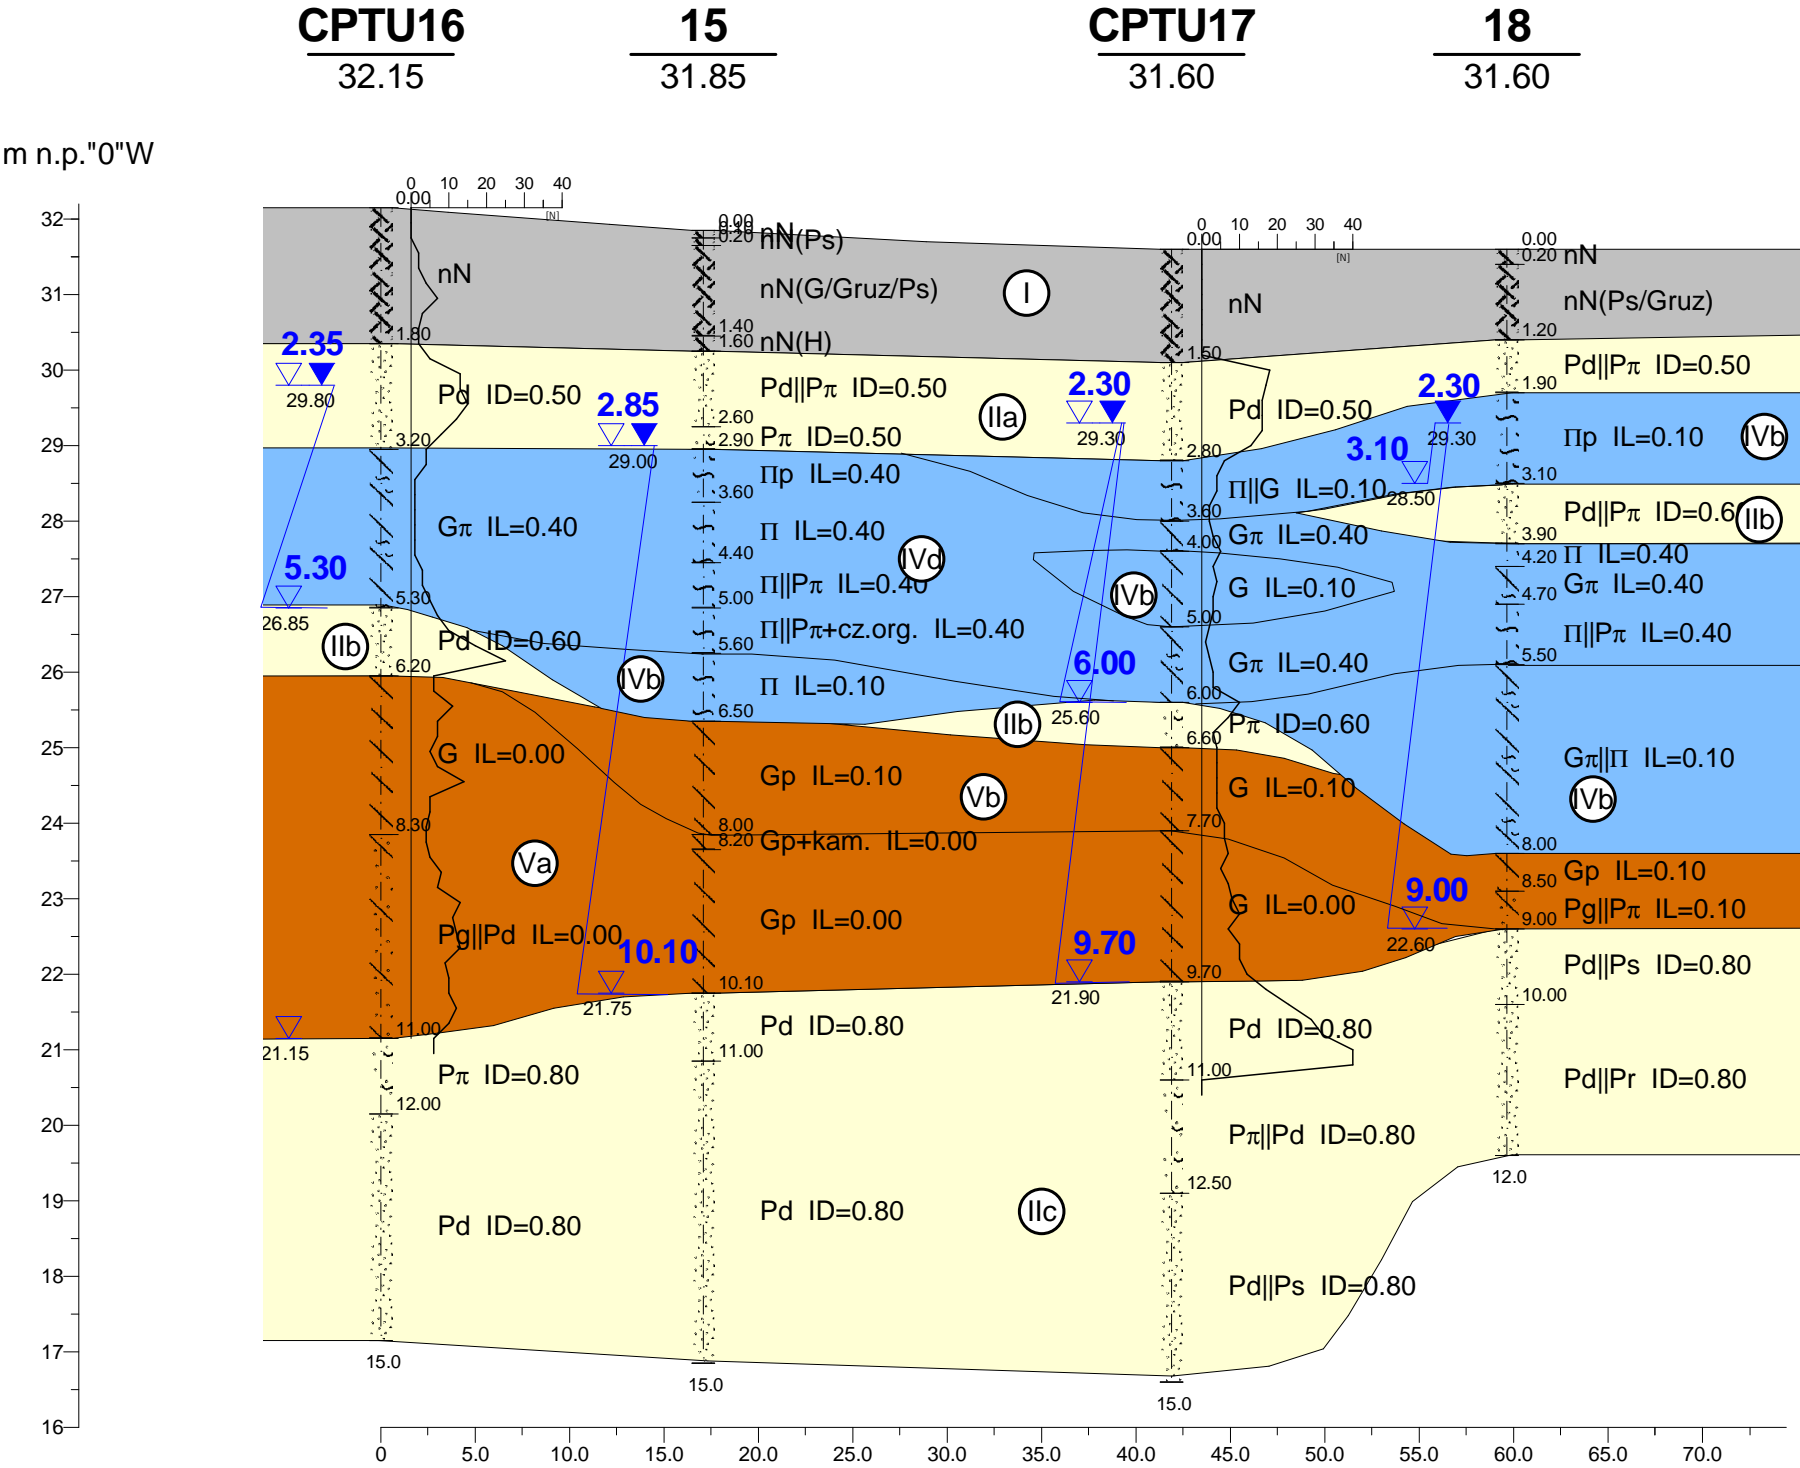 CPTU16 15 CPTU17 18
32.15 31.85 31.60 31.60
m n.p."0"W
32
31
30
29
28
27
26
25
24
23
22
21
20
19
18
17
16
0 10 20 30 40
[N]
0.00
nN
1.80
Pd ID=0.50
3.20
Gπ IL=0.40
5.30
Pd ID=0.60
6.20
G IL=0.00
8.30
Pg||Pd IL=0.00
11.00
Pπ ID=0.80
12.00
Pd ID=0.80
15.0
2.35
29.80
5.30
26.85
21.15
IIb
Va
0.00
0.20
nN(Ps)
nN(G/Gruz/Ps)
1.40
1.60 nN(H)
Pd||Pπ ID=0.50
2.60
2.90 Pπ ID=0.50
Πp IL=0.40
3.60
Π IL=0.40
4.40
Π||Pπ IL=0.40
5.00
Π||Pπ+cz.org. IL=0.40
5.60
Π IL=0.10
6.50
Gp IL=0.10
8.00
8.20 Gp+kam. IL=0.00
Gp IL=0.00
10.10
Pd ID=0.80
11.00
Pd ID=0.80
15.0
2.85
29.00
10.10
21.75
I
IIa
IVd
IVb
IIb
Vb
IIc
0 10 20 30 40
[N]
0.00
nN
1.50
Pd ID=0.50
2.80
Π||G IL=0.10
3.60
Gπ IL=0.40
4.00
G IL=0.10
5.00
Gπ IL=0.40
6.00
Pπ ID=0.60
6.60
G IL=0.10
7.70
G IL=0.00
9.70
Pd ID=0.80
11.00
Pπ||Pd ID=0.80
12.50
Pd||Ps ID=0.80
15.0
2.30
29.30
6.00
25.60
9.70
21.90
IVb
0.00
0.20 nN
nN(Ps/Gruz)
1.20
Pd||Pπ ID=0.50
1.90
Πp IL=0.10
3.10
Pd||Pπ ID=0.6
3.90
4.20 Π IL=0.40
Gπ IL=0.40
4.70
Π||Pπ IL=0.40
5.50
Gπ||Π IL=0.10
8.00
Gp IL=0.10
8.50
Pg||Pπ IL=0.10
9.00
Pd||Ps ID=0.80
10.00
Pd||Pr ID=0.80
12.0
2.30
29.30
3.10
28.50
9.00
22.60
IVb
IIb
IVb
0 5.0 10.0 15.0 20.0 25.0 30.0 35.0 40.0 45.0 50.0 55.0 60.0 65.0 70.0